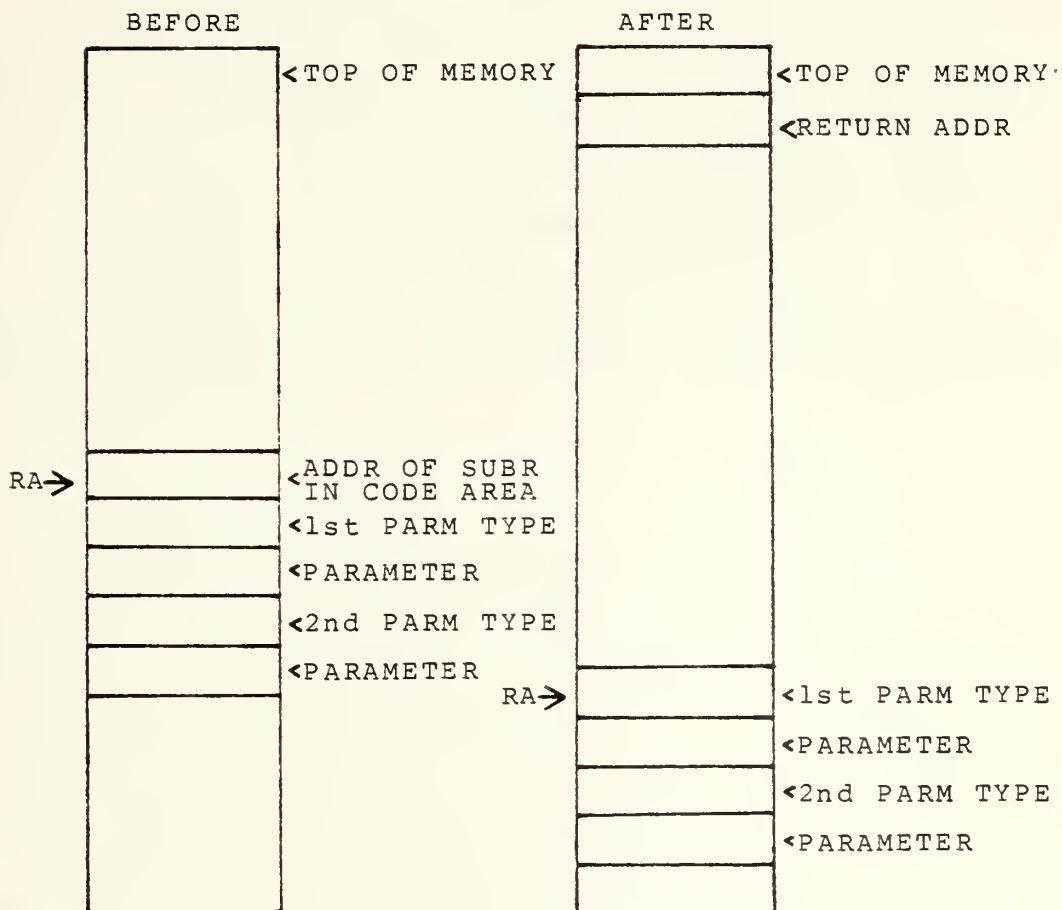 BEFORE
<TOP OF MEMORY
RA→
<ADDR OF SUBR
IN CODE AREA
<1st PARM TYPE
<PARAMETER
<2nd PARM TYPE
<PARAMETER
AFTER
<TOP OF MEMORY
<RETURN ADDR
RA→
<1st PARM TYPE
<PARAMETER
<2nd PARM TYPE
<PARAMETER